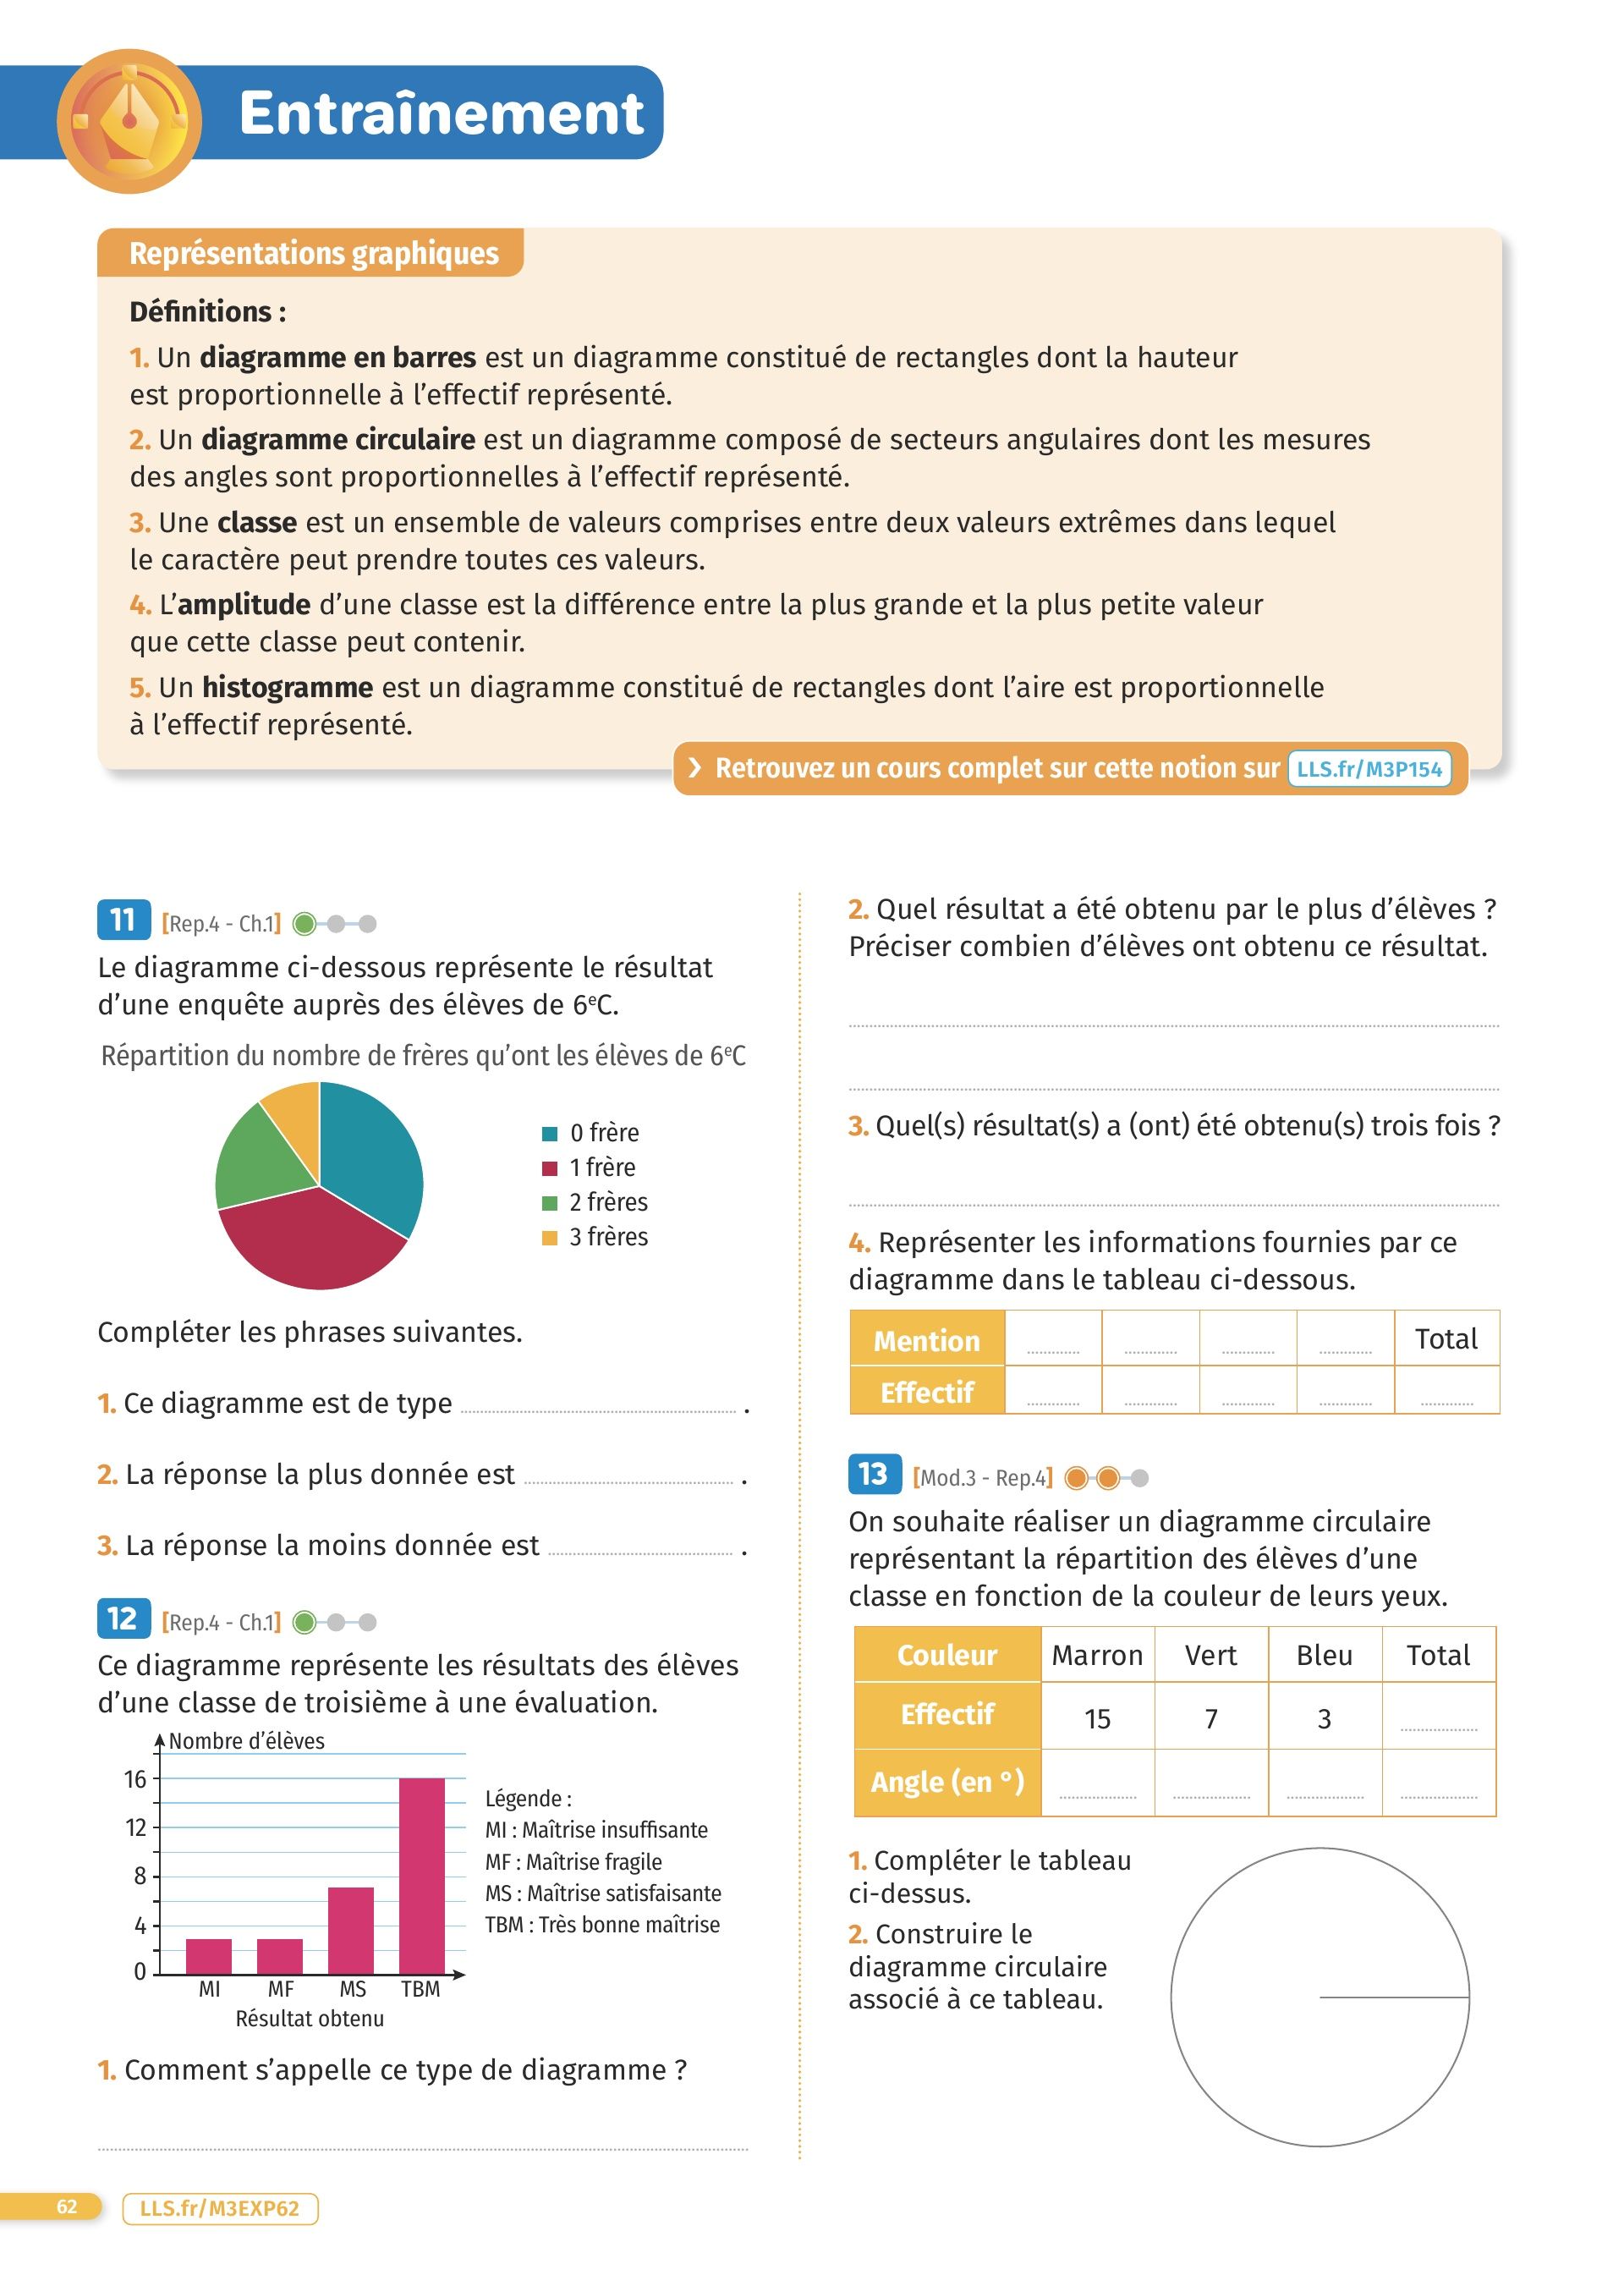 Entraînement
Représentations graphiques
Définitions :
1. Un diagramme en barres est un diagramme constitué de rectangles dont la hauteur
est proportionnelle à l’effectif représenté.
2. Un diagramme circulaire est un diagramme composé de secteurs angulaires dont les mesures
des angles sont proportionnelles à l’effectif représenté.
3. Une classe est un ensemble de valeurs comprises entre deux valeurs extrêmes dans lequel
le caractère peut prendre toutes ces valeurs.
4. L’amplitude d’une classe est la différence entre la plus grande et la plus petite valeur
que cette classe peut contenir.
5. Un histogramme est un diagramme constitué de rectangles dont l’aire est proportionnelle
à l’effectif représenté.
❯ Retrouvez un cours complet sur cette notion sur LLS.fr/M3P154
11 [Rep.4 - Ch.1]
Le diagramme ci-dessous représente le résultat
d’une enquête auprès des élèves de 6ᵉC.
Répartition du nombre de frères qu’ont les élèves de 6ᵉC
0 frère
1 frère
2 frères
3 frères
Compléter les phrases suivantes.
1. Ce diagramme est de type .................... .
2. La réponse la plus donnée est .................... .
3. La réponse la moins donnée est .................... .
12 [Rep.4 - Ch.1]
Ce diagramme représente les résultats des élèves
d’une classe de troisième à une évaluation.
Nombre d’élèves
16
12
8
4
0
MI MF MS TBM
Résultat obtenu
Légende :
MI : Maîtrise insuffisante
MF : Maîtrise fragile
MS : Maîtrise satisfaisante
TBM : Très bonne maîtrise
1. Comment s’appelle ce type de diagramme ?
2. Quel résultat a été obtenu par le plus d’élèves ?
Préciser combien d’élèves ont obtenu ce résultat.
3. Quel(s) résultat(s) a (ont) été obtenu(s) trois fois ?
4. Représenter les informations fournies par ce
diagramme dans le tableau ci-dessous.
Mention Total
Effectif
13 [Mod.3 - Rep.4]
On souhaite réaliser un diagramme circulaire
représentant la répartition des élèves d’une
classe en fonction de la couleur de leurs yeux.
Couleur Marron Vert Bleu Total
Effectif 15 7 3
Angle (en °)
1. Compléter le tableau
ci-dessus.
2. Construire le
diagramme circulaire
associé à ce tableau.
62 LLS.fr/M3EXP62